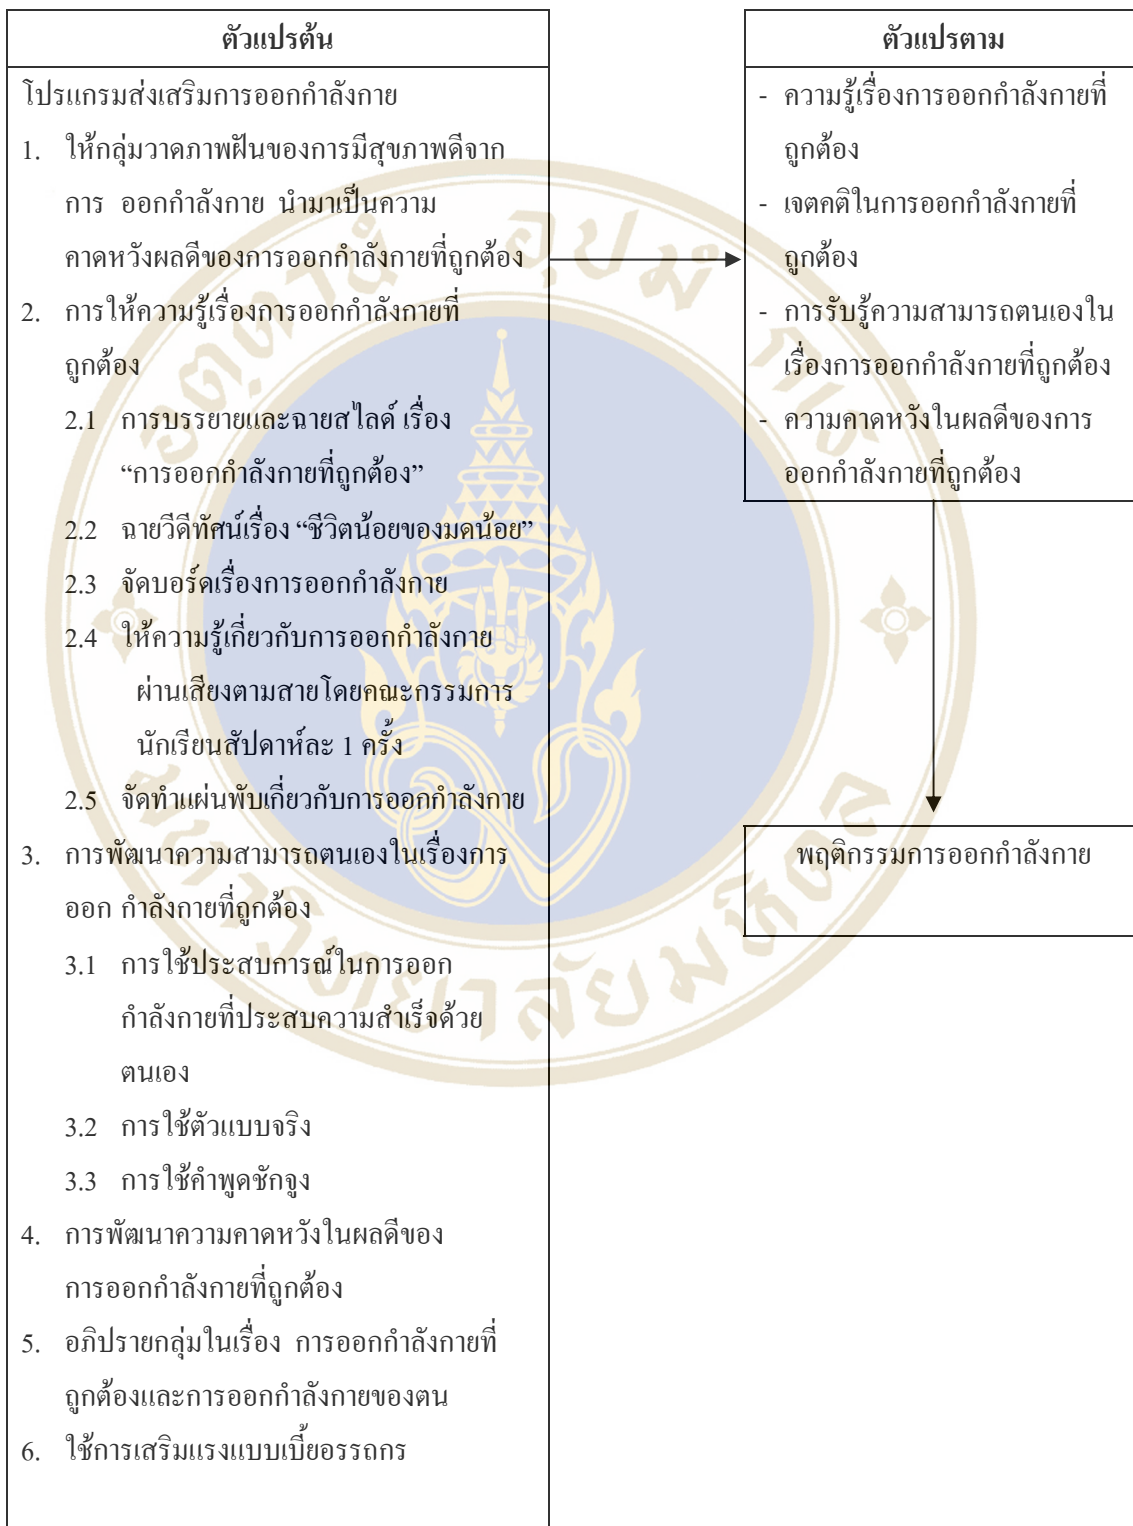 ตัวแปรต้น
โปรแกรมส่งเสริมการออกกำลังกาย
1. ให้กลุ่มวาดภาพฝันของการมีสุขภาพดีจาก
การ ออกกำลังกาย นำมาเป็นความ
คาดหวังผลดีของการออกกำลังกายที่ถูกต้อง
2. การให้ความรู้เรื่องการออกกำลังกายที่
ถูกต้อง
2.1 การบรรยายและฉายสไลด์ เรื่อง
“การออกกำลังกายที่ถูกต้อง”
2.2 ฉายวีดีทัศน์เรื่อง “ชีวิตน้อยของมดน้อย”
2.3 จัดบอร์ดเรื่องการออกกำลังกาย
2.4 ให้ความรู้เกี่ยวกับการออกกำลังกาย
ผ่านเสียงตามสายโดยคณะกรรมการ
นักเรียนสัปดาห์ละ 1 ครั้ง
2.5 จัดทำแผ่นพับเกี่ยวกับการออกกำลังกาย
3. การพัฒนาความสามารถตนเองในเรื่องการ
ออก กำลังกายที่ถูกต้อง
3.1 การใช้ประสบการณ์ในการออก
กำลังกายที่ประสบความสำเร็จด้วย
ตนเอง
3.2 การใช้ตัวแบบจริง
3.3 การใช้คำพูดชักจูง
4. การพัฒนาความคาดหวังในผลดีของ
การออกกำลังกายที่ถูกต้อง
5. อภิปรายกลุ่มในเรื่อง การออกกำลังกายที่
ถูกต้องและการออกกำลังกายของตน
6. ใช้การเสริมแรงแบบเบี้ยอรรถกร
ตัวแปรตาม
- ความรู้เรื่องการออกกำลังกายที่
ถูกต้อง
- เจตคติในการออกกำลังกายที่
ถูกต้อง
- การรับรู้ความสามารถตนเองใน
เรื่องการออกกำลังกายที่ถูกต้อง
- ความคาดหวังในผลดีของการ
ออกกำลังกายที่ถูกต้อง
พฤติกรรมการออกกำลังกาย
อตฺตานํ อุปมํ กเร
มหาวิทยาลัยมหิดล